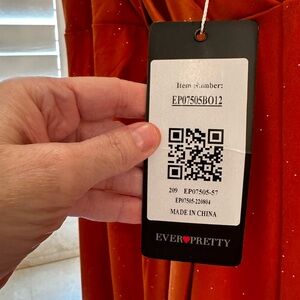 Item Number:
EP07505BO12
209 EP07505-57
EP07505-220804
MADE IN CHINA
EVER♥PRETTY